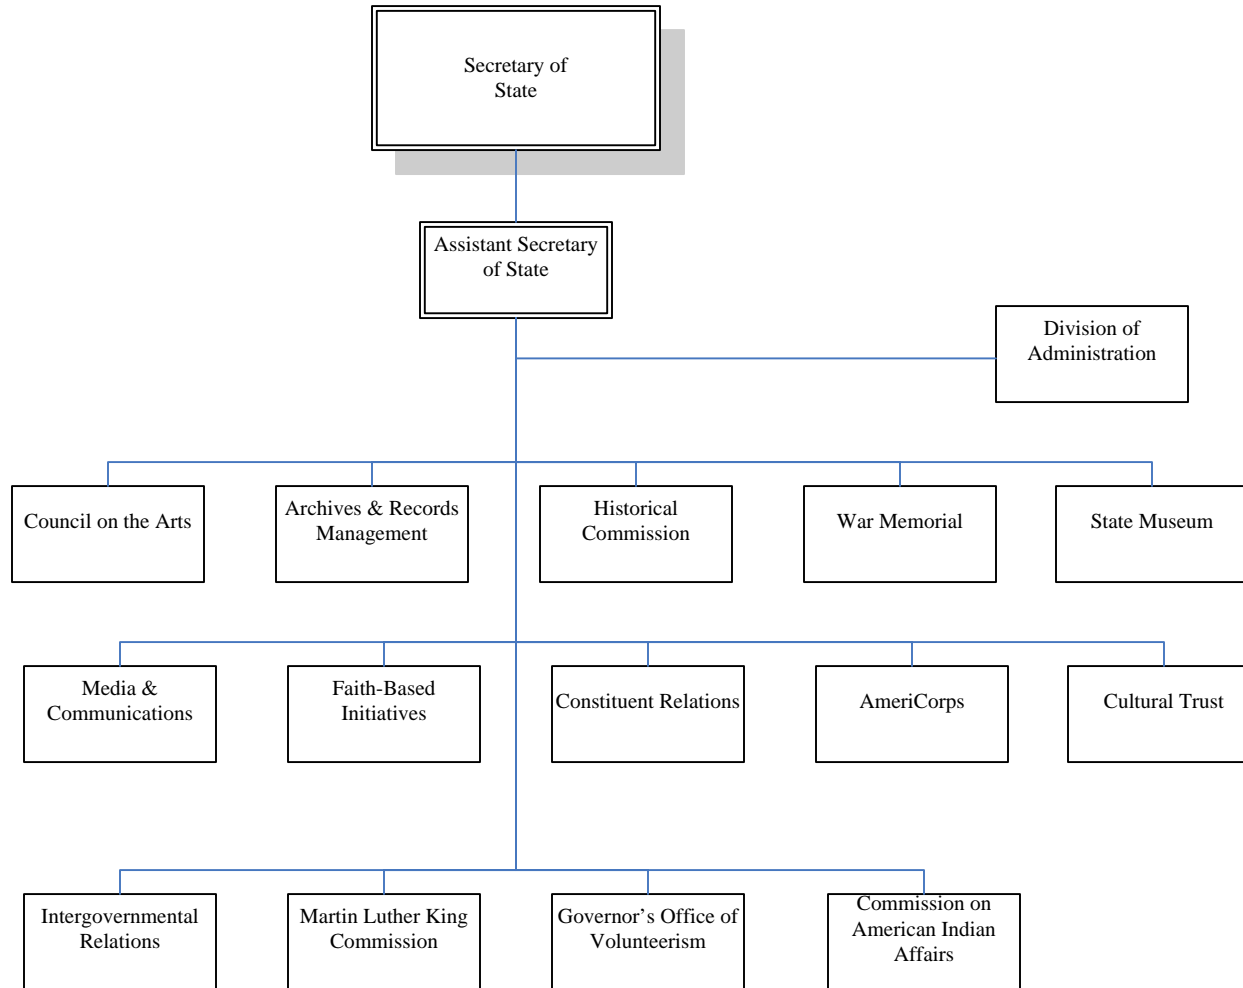 Secretary of
State
Assistant Secretary
of State
Division of
Administration
Council on the Arts
Archives & Records
Management
Historical
Commission
War Memorial
State Museum
Media &
Communications
Faith-Based
Initiatives
Constituent Relations
AmeriCorps
Cultural Trust
Intergovernmental
Relations
Martin Luther King
Commission
Governor’s Office of
Volunteerism
Commission on
American Indian
Affairs